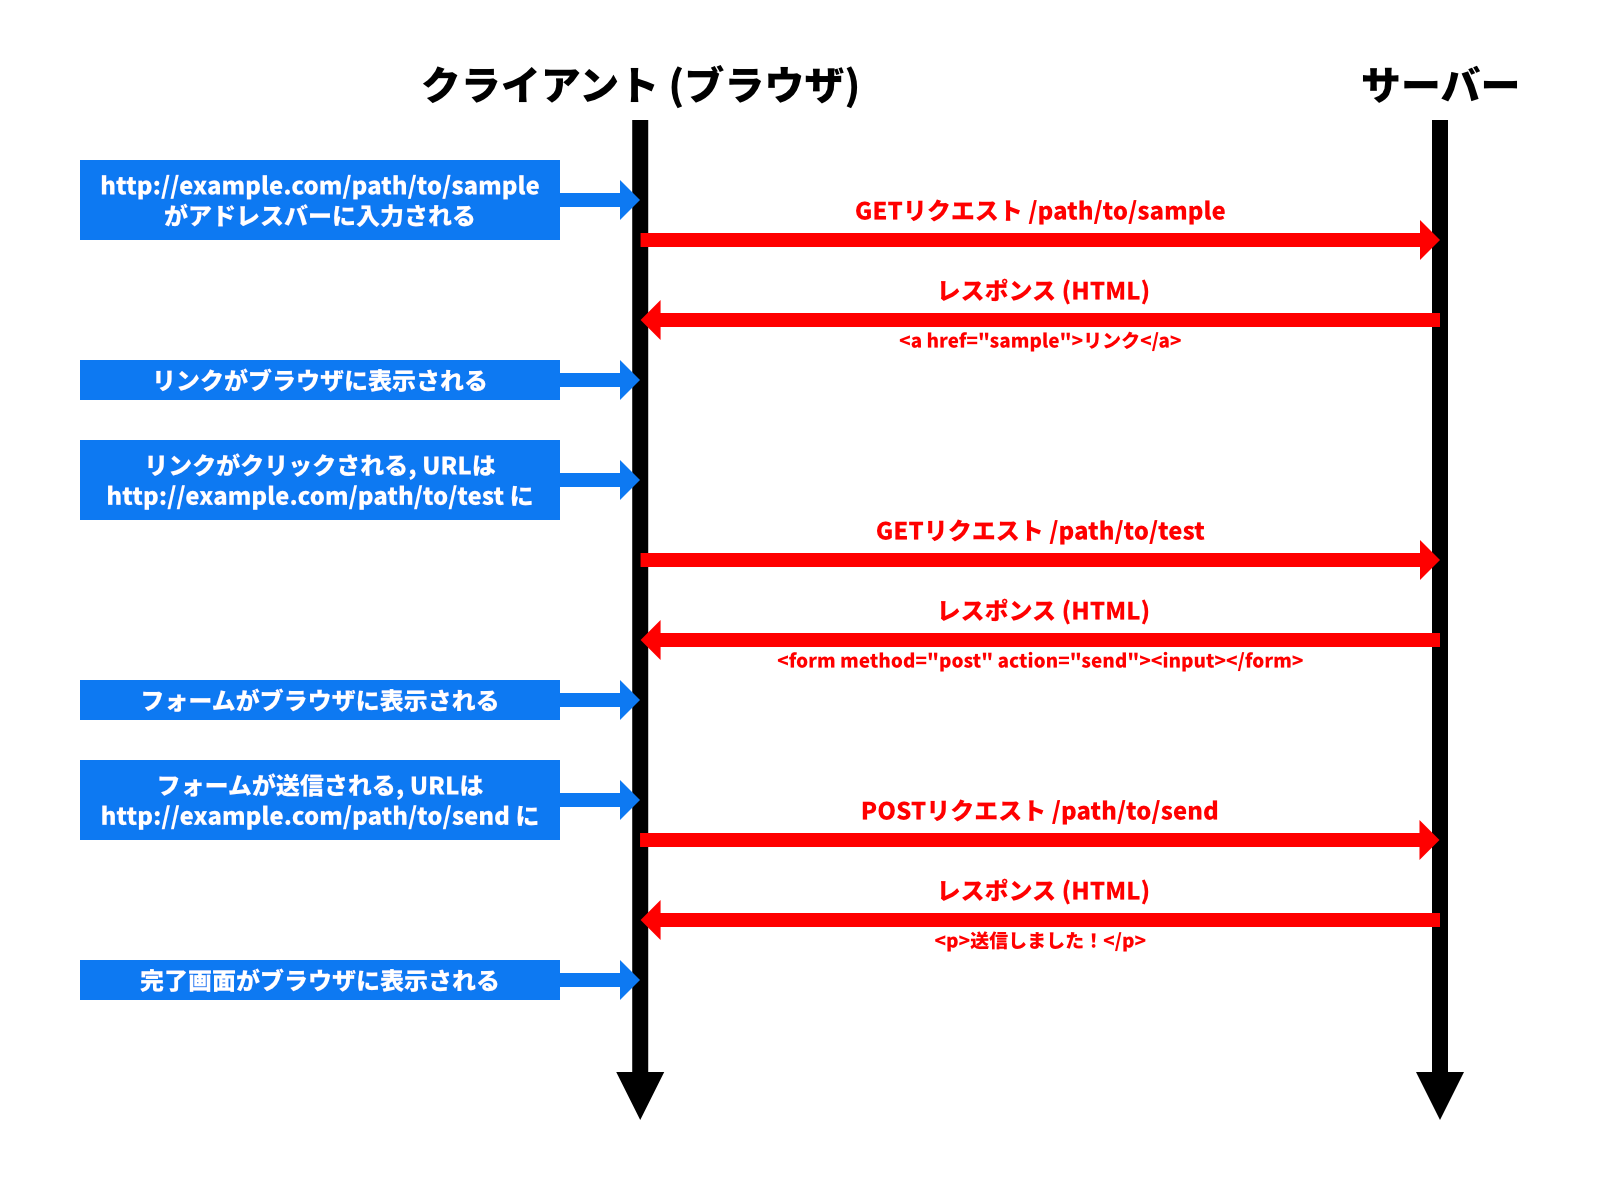 クライアント (ブラウザ)
サーバー
http://example.com/path/to/sample
がアドレスバーに入力される
GETリクエスト /path/to/sample
レスポンス (HTML)
<a href="sample">リンク</a>
リンクがブラウザに表示される
リンクがクリックされる, URLは
http://example.com/path/to/test に
GETリクエスト /path/to/test
レスポンス (HTML)
<form method="post" action="send"><input></form>
フォームがブラウザに表示される
フォームが送信される, URLは
http://example.com/path/to/send に
POSTリクエスト /path/to/send
レスポンス (HTML)
<p>送信しました！</p>
完了画面がブラウザに表示される